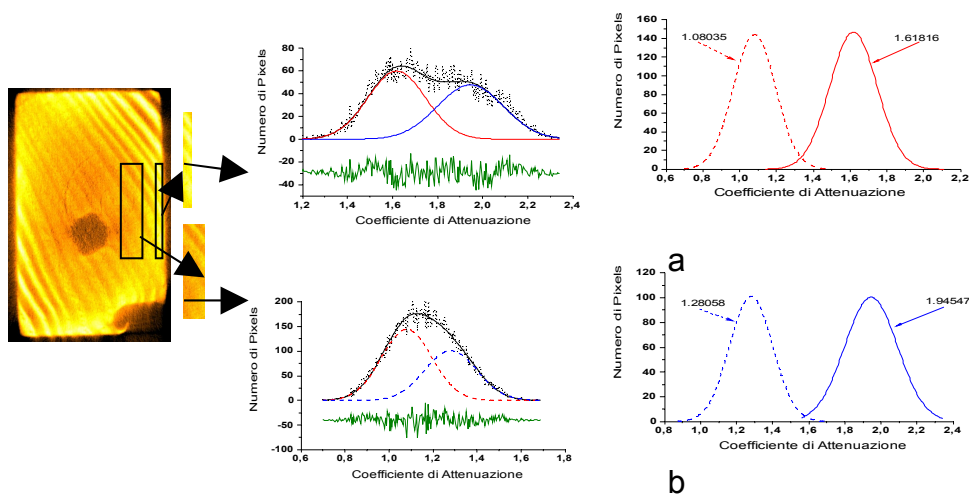 Numero di Pixels
80
60
40
20
0
-20
-40
1,2 1,4 1,6 1,8 2,0 2,2 2,4
Coefficiente di Attenuazione
Numero di Pixels
160
140
120
100
80
60
40
20
0
1.08035
1.61816
0,6 0,8 1,0 1,2 1,4 1,6 1,8 2,0 2,2
Coefficiente di Attenuazione
a
Numero di Pixels
200
150
100
50
0
-50
-100
0,6 0,8 1,0 1,2 1,4 1,6 1,8
Coefficiente di Attenuazione
Numero di Pixels
120
100
80
60
40
20
0
1.28058
1.94547
0,8 1,0 1,2 1,4 1,6 1,8 2,0 2,2
Coefficiente di Attenuazione
b